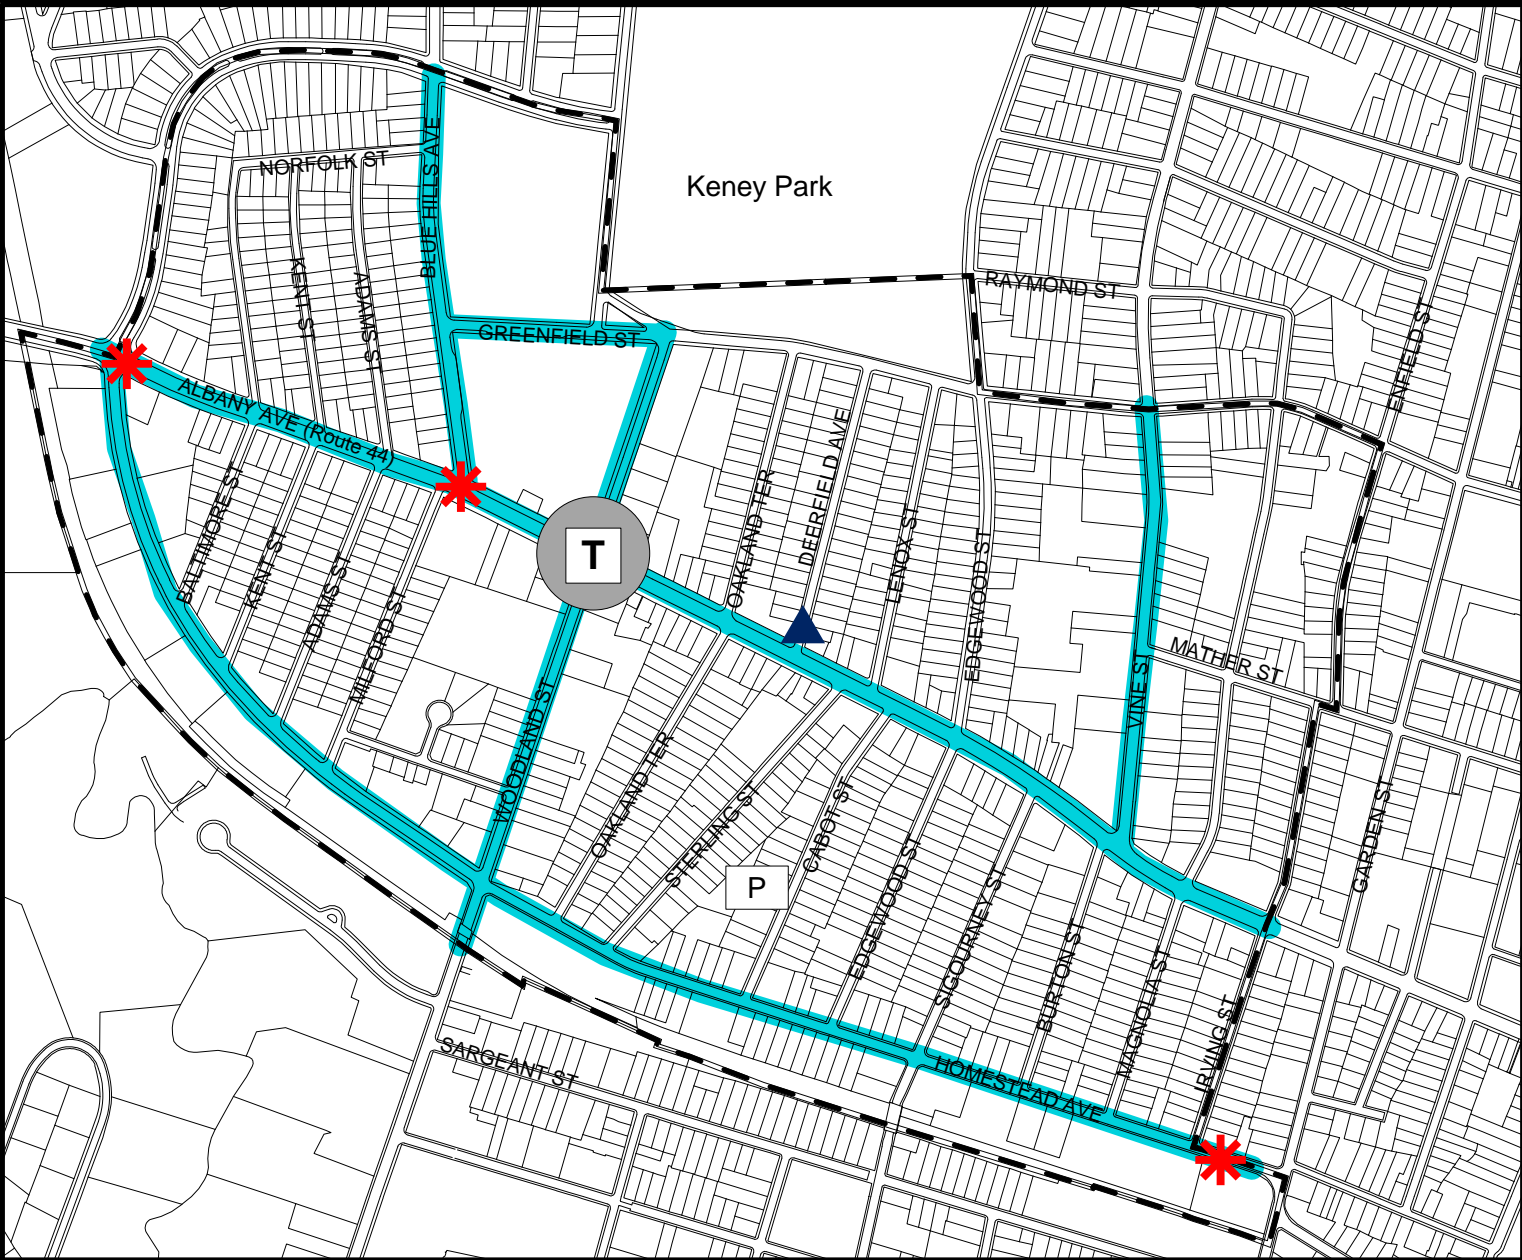 Keney Park
NORFOLK ST
BLUE HILLS AVE
KENT ST
ADAMS ST
RAYMOND ST
GREENFIELD ST
ENFIELD ST
ALBANY AVE (Route 44)
BALTIMORE ST
KENT ST
ADAMS ST
MILFORD ST
T
OAKLAND TER
DEERFIELD AVE
LENOX ST
EDGEWOOD ST
MATHER ST
VINE ST
WOODLAND ST
OAKLAND TER
STERLING ST
P
CABOT ST
EDGEWOOD ST
SIGOURNEY ST
BURTON ST
MAGNOLIA ST
IRVING ST
GARDEN ST
SARGEANT ST
HOMESTEAD AVE